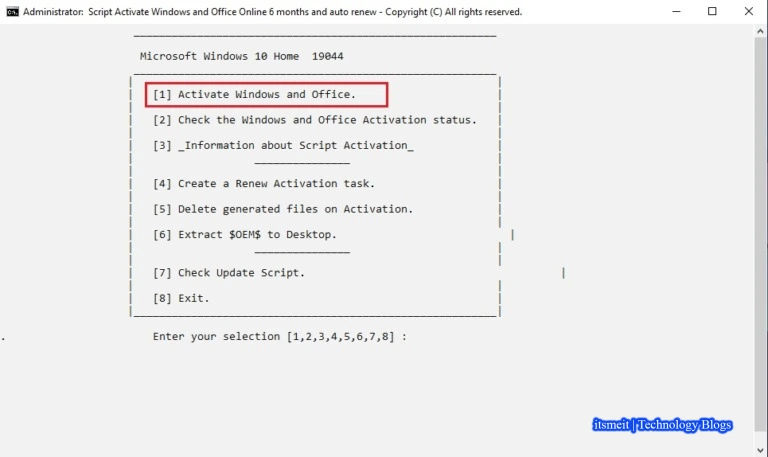 Administrator: Script Activate Windows and Office Online 6 months and auto renew - Copyright (C) All rights reserved.
Microsoft Windows 10 Home 19044
[1] Activate Windows and Office.
[2] Check the Windows and Office Activation status.
[3] _Information about Script Activation_
[4] Create a Renew Activation task.
[5] Delete generated files on Activation.
[6] Extract $OEM$ to Desktop.
[7] Check Update Script.
[8] Exit.
. Enter your selection [1,2,3,4,5,6,7,8] :
itsmeit | Technology Blogs